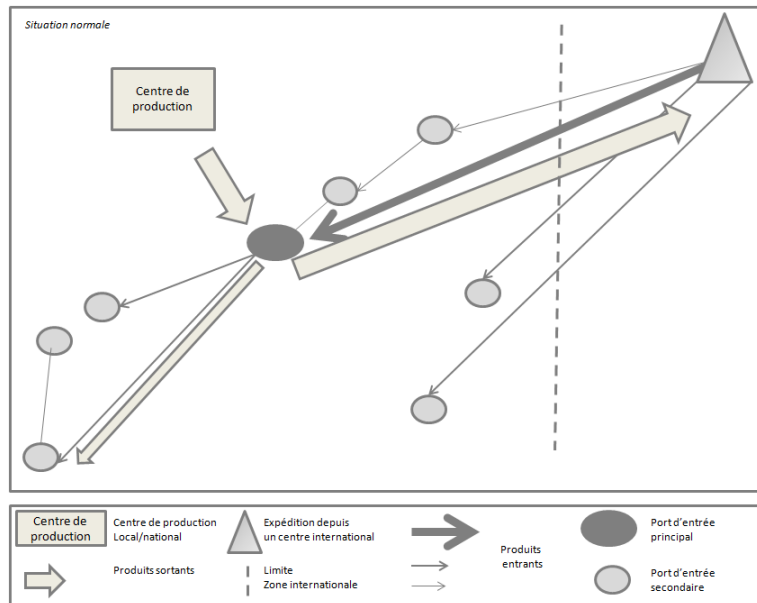 Situation normale
Centre de
production
Centre de
production
Centre de production
Local/national
Expédition depuis
un centre international
Produits
entrants
Port d'entrée
principal
Produits sortants
Limite
Zone internationale
Port d'entrée
secondaire